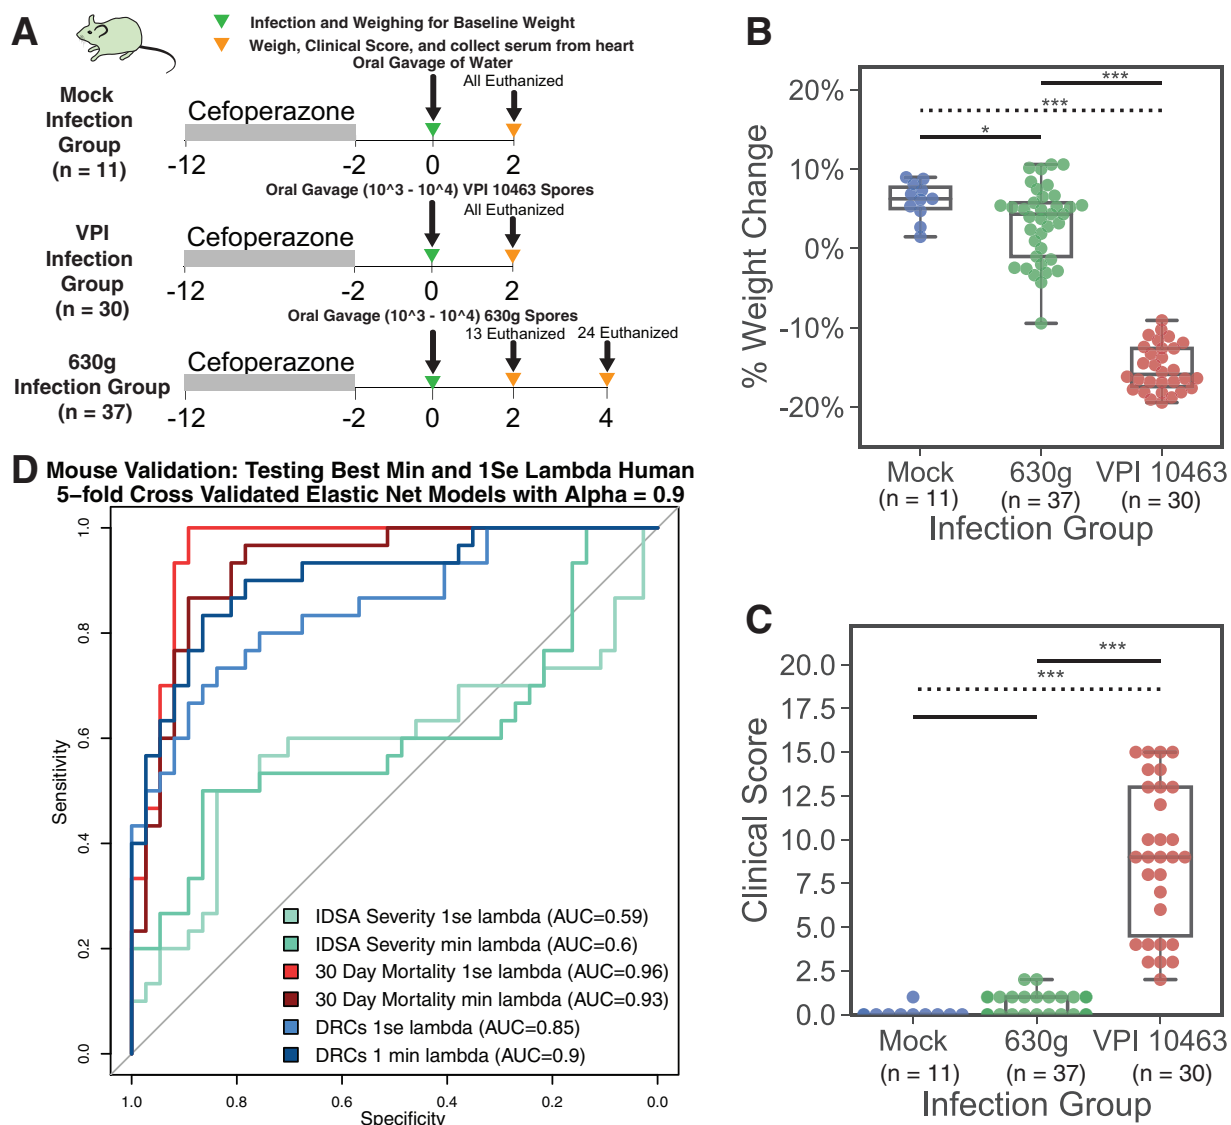 A
Infection and Weighing for Baseline Weight
Weigh, Clinical Score, and collect serum from heart
Oral Gavage of Water
All Euthanized
Mock
Infection
Group
(n = 11)
Cefoperazone
-12
-2
0
2
Oral Gavage (10^3 - 10^4) VPI 10463 Spores
All Euthanized
VPI
Infection
Group
(n = 30)
Cefoperazone
-12
-2
0
2
Oral Gavage (10^3 - 10^4) 630g Spores
13 Euthanized
24 Euthanized
630g
Infection Group
(n = 37)
Cefoperazone
-12
-2
0
2
4
B
% Weight Change
20%
10%
0%
-10%
-20%
***
***
*
Mock
(n = 11)
630g
(n = 37)
VPI 10463
(n = 30)
Infection Group
C
Clinical Score
20.0
17.5
15.0
12.5
10.0
7.5
5.0
2.5
0.0
***
***
Mock
(n = 11)
630g
(n = 37)
VPI 10463
(n = 30)
Infection Group
D
Mouse Validation: Testing Best Min and 1Se Lambda Human
5-fold Cross Validated Elastic Net Models with Alpha = 0.9
Sensitivity
1.0
0.8
0.6
0.4
0.2
0.0
IDSA Severity 1se lambda (AUC=0.59)
IDSA Severity min lambda (AUC=0.6)
30 Day Mortality 1se lambda (AUC=0.96)
30 Day Mortality min lambda (AUC=0.93)
DRCs 1se lambda (AUC=0.85)
DRCs 1 min lambda (AUC=0.9)
1.0
0.8
0.6
0.4
0.2
0.0
Specificity